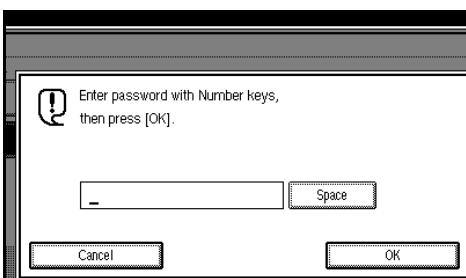 Enter password with Number keys,
then press [OK].
_
Space
Cancel
OK